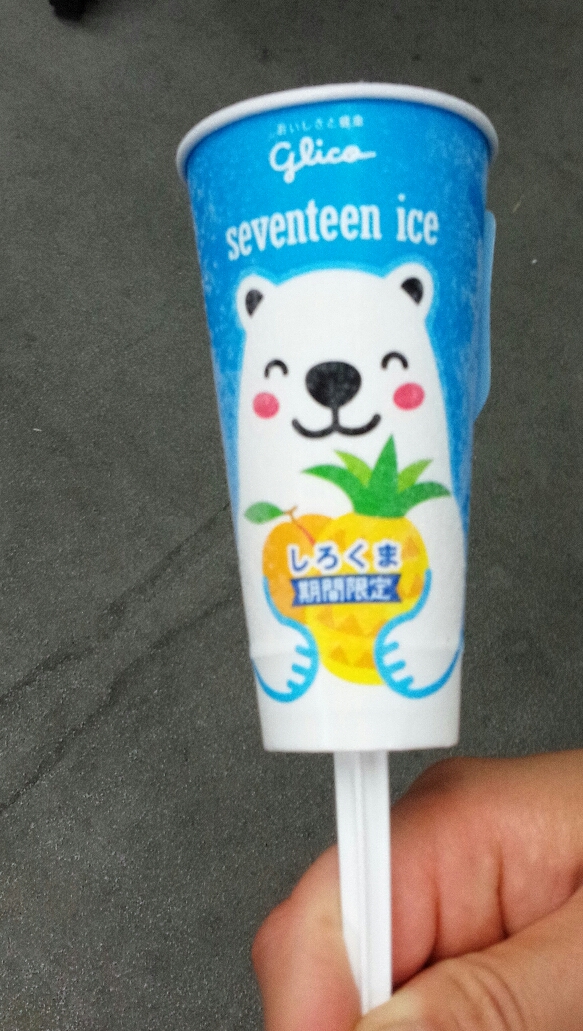 おいしさと健康
Glico
seventeen ice
しろくま
期間限定